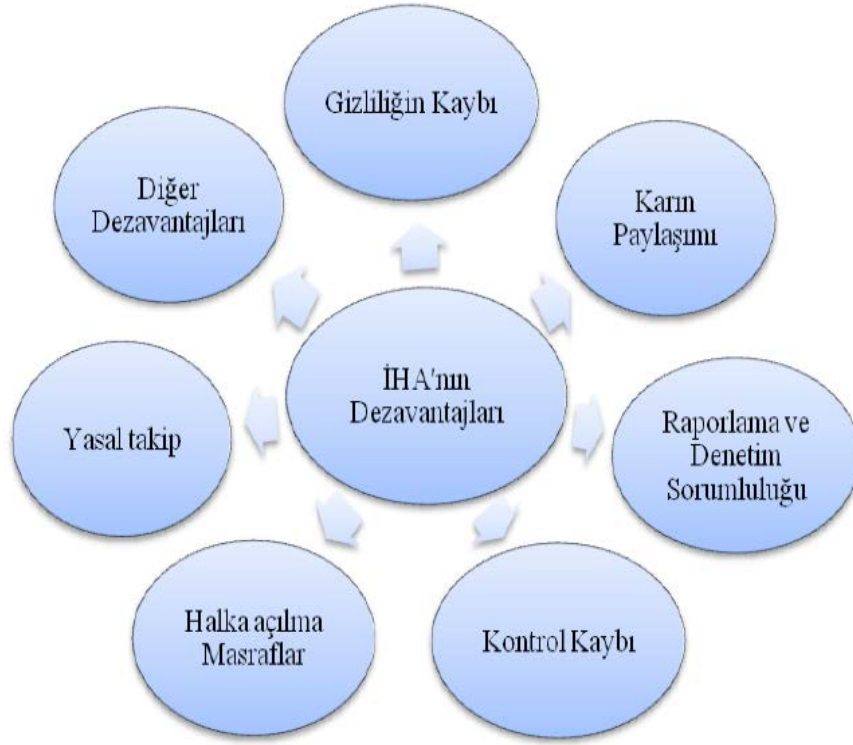 Gizliliğin Kaybı
Karın
Paylaşımı
Raporlama ve
Denetim
Sorumluluğu
Kontrol Kaybı
Halka açılma
Masraflar
Yasal takip
Diğer
Dezavantajları
İHA'nın
Dezavantajları